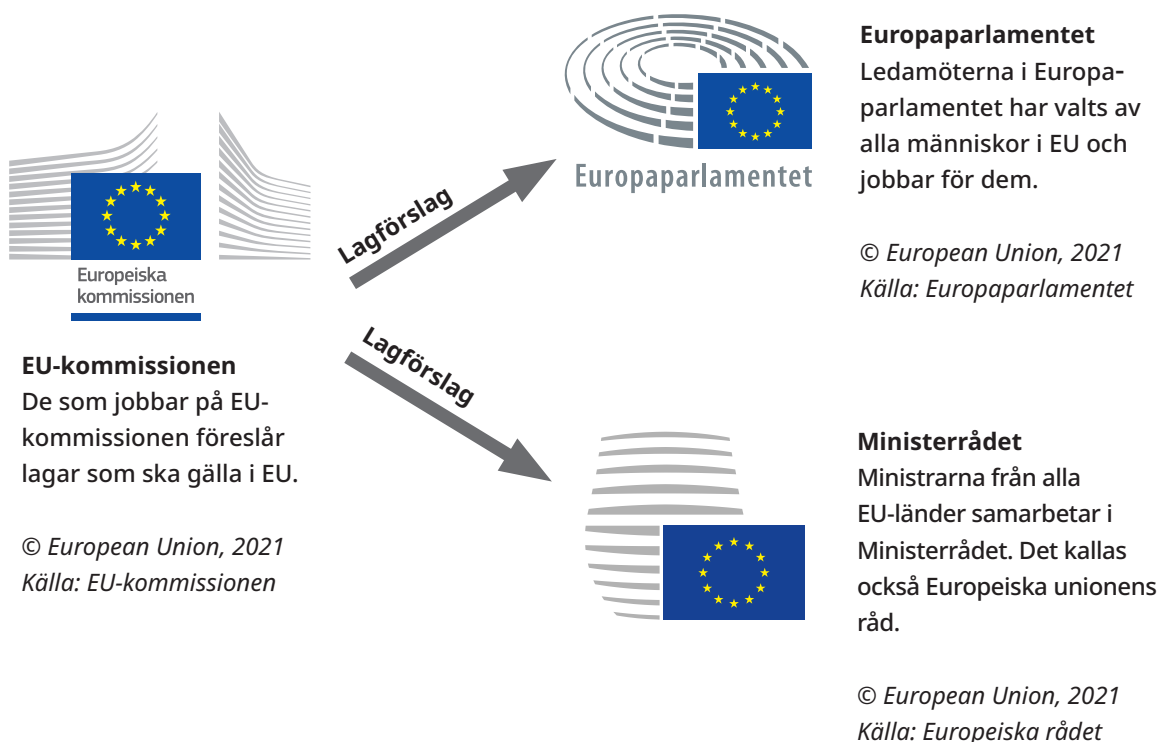 Europeiska
kommissionen
EU-kommissionen
De som jobbar på EU-
kommissionen föreslår
lagar som ska gälla i EU.
© European Union, 2021
Källa: EU-kommissionen
Lagförslag
Lagförslag
Europaparlamentet
Europaparlamentet
Ledamöterna i Europa-
parlamentet har valts av
alla människor i EU och
jobbar för dem.
© European Union, 2021
Källa: Europaparlamentet
Ministerrådet
Ministrarna från alla
EU-länder samarbetar i
Ministerrådet. Det kallas
också Europeiska unionens
råd.
© European Union, 2021
Källa: Europeiska rådet